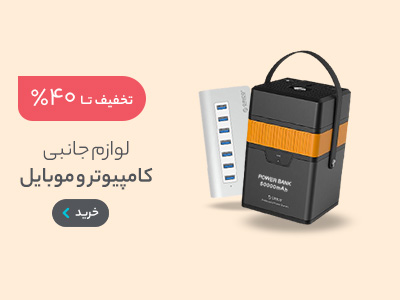 تخفیف تا ۴۰%
لوازم جانبی
کامپیوتر و موبایل
خرید
POWER BANK
80000mAh